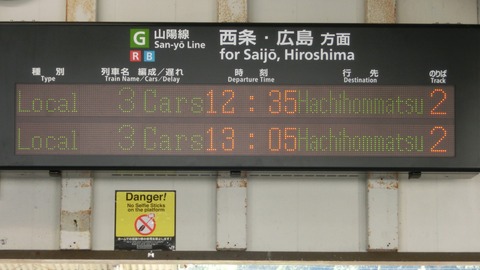 G 山陽線 西条・広島 方面
R B San-yō Line for Saijō, Hiroshima
種 別 列車名 編成/遅れ 時 刻 行 先 のりば
Type Train Name/Cars/Delay Departure Time Destination Track
Local 3 Cars 12:35 Hachihommatsu 2
Local 3 Cars 13:05 Hachihommatsu 2
Danger!
No Selfie Sticks
on the platform